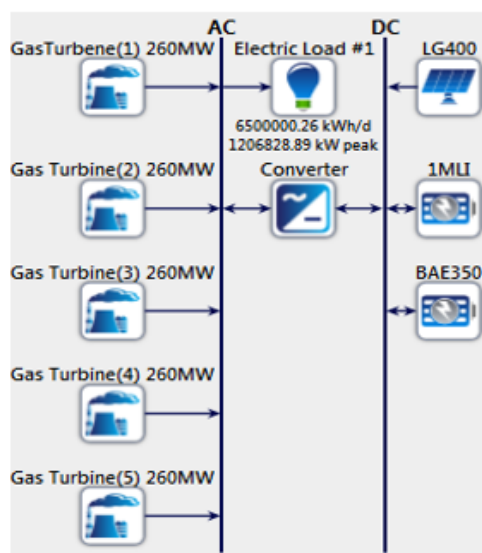 AC
DC
GasTurbene(1) 260MW
Electric Load #1
LG400
6500000.26 kWh/d
1206828.89 kW peak
Gas Turbine(2) 260MW
Converter
1MLI
Gas Turbine(3) 260MW
BAE350
Gas Turbine(4) 260MW
Gas Turbine(5) 260MW